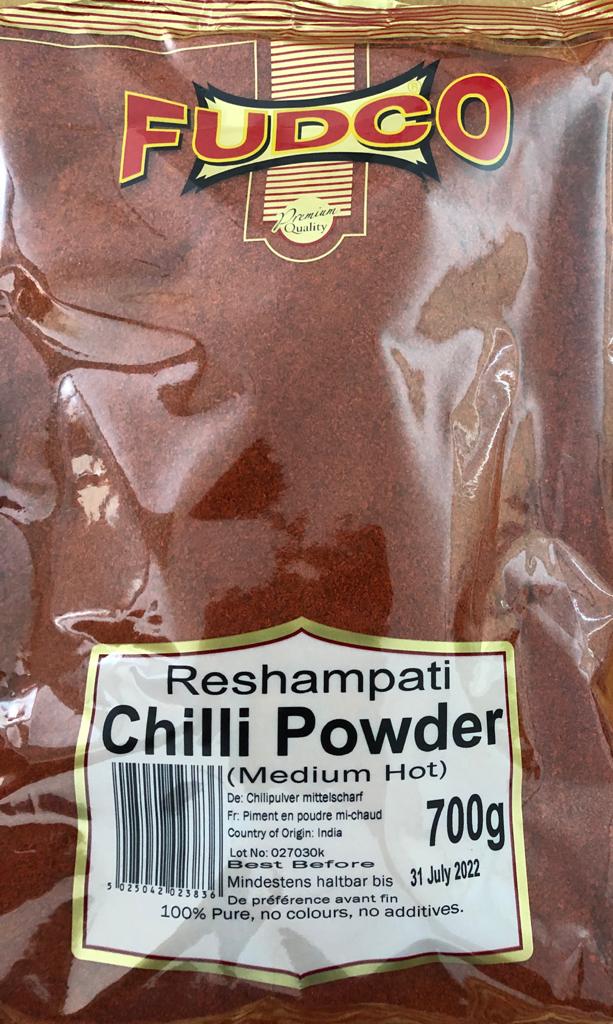 FUDCO
®
Premium
Quality
Reshampati
Chilli Powder
(Medium Hot)
De: Chilipulver mittelscharf
Fr: Piment en poudre mi-chaud
Country of Origin: India
700g
Lot No: 027030k
Best Before
Mindestens haltbar bis 31 July 2022
De préférence avant fin
5 025042 023836
100% Pure, no colours, no additives.